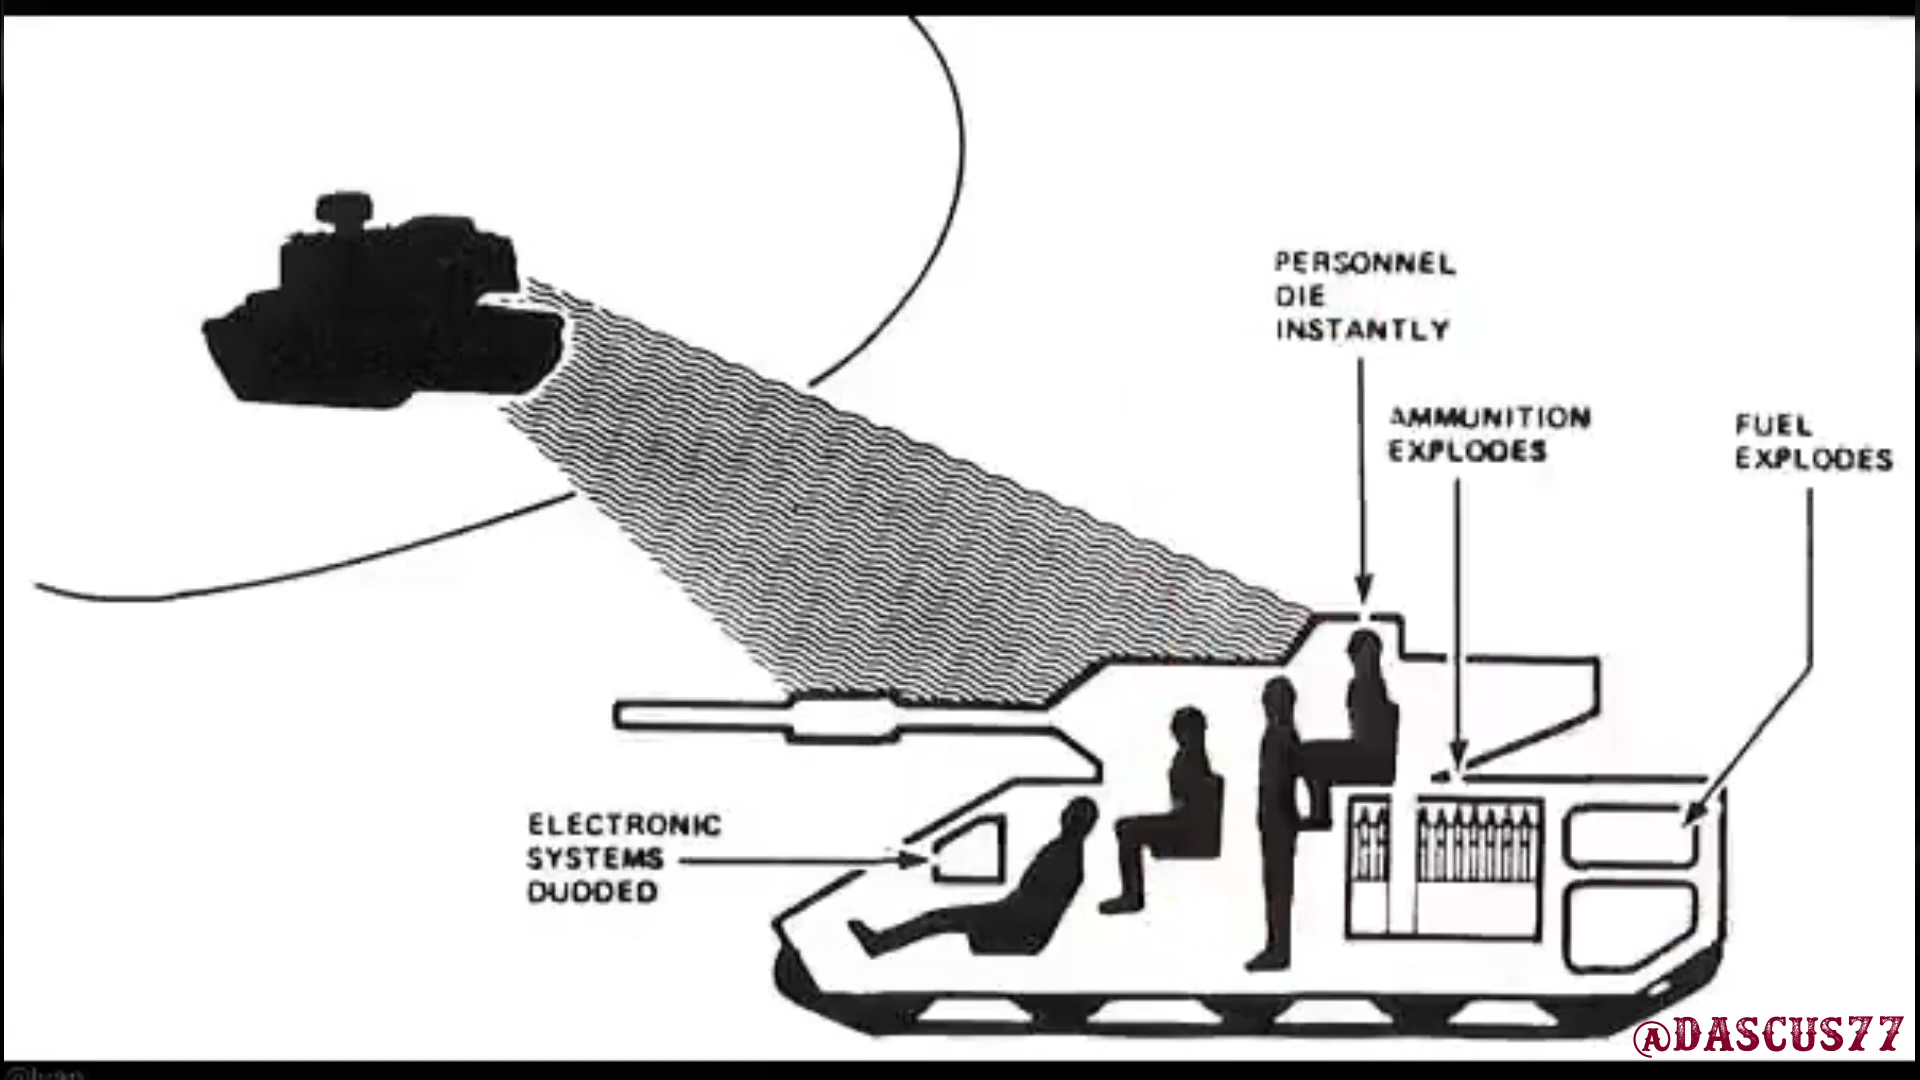 PERSONNEL
DIE
INSTANTLY
AMMUNITION
EXPLODES
FUEL
EXPLODES
ELECTRONIC
SYSTEMS
DUDDED
@DASCUS77